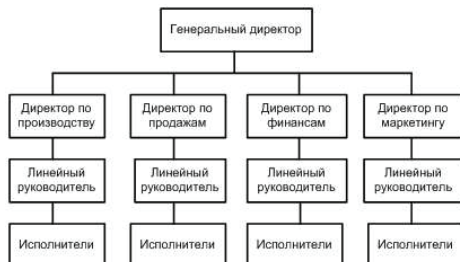 Генеральный директор
Директор по
производству
Директор по
продажам
Директор по
финансам
Директор по
маркетингу
Линейный
руководитель
Линейный
руководитель
Линейный
руководитель
Линейный
руководитель
Исполнители
Исполнители
Исполнители
Исполнители